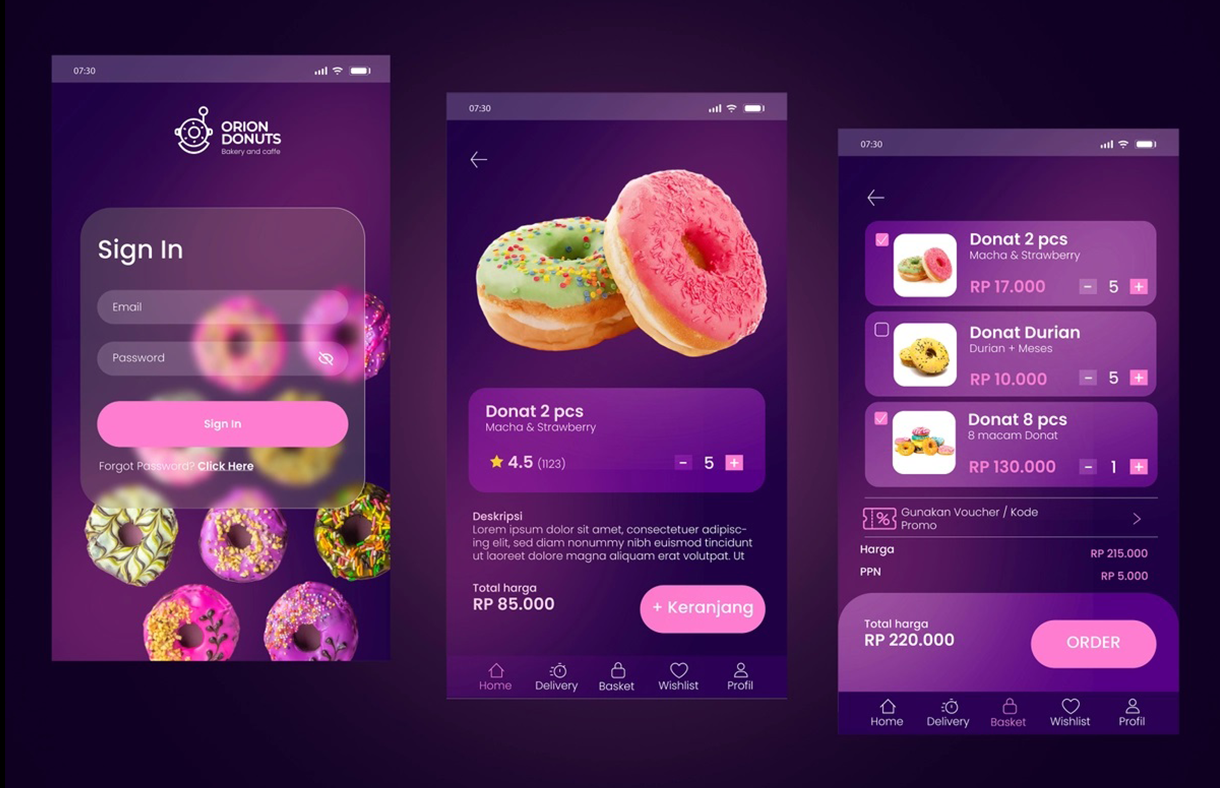 07:30
ORION
DONUTS
Bakery and caffe
Sign In
Email
Password
Sign In
Forgot Password? Click Here
07:30
Donat 2 pcs
Macha & Strawberry
4.5 (1123)
- 5 +
Deskripsi
Lorem ipsum dolor sit amet, consectetuer adipisc-
ing elit, sed diam nonummy nibh euismod tincidunt
ut laoreet dolore magna aliquam erat volutpat. Ut
Total harga
RP 85.000
+ Keranjang
Home Delivery Basket Wishlist Profil
07:30
Donat 2 pcs
Macha & Strawberry
RP 17.000 - 5 +
Donat Durian
Durian + Meses
RP 10.000 - 5 +
Donat 8 pcs
8 macam Donat
RP 130.000 - 1 +
%
Gunakan Voucher / Kode
Promo
Harga RP 215.000
PPN RP 5.000
Total harga
RP 220.000
ORDER
Home Delivery Basket Wishlist Profil